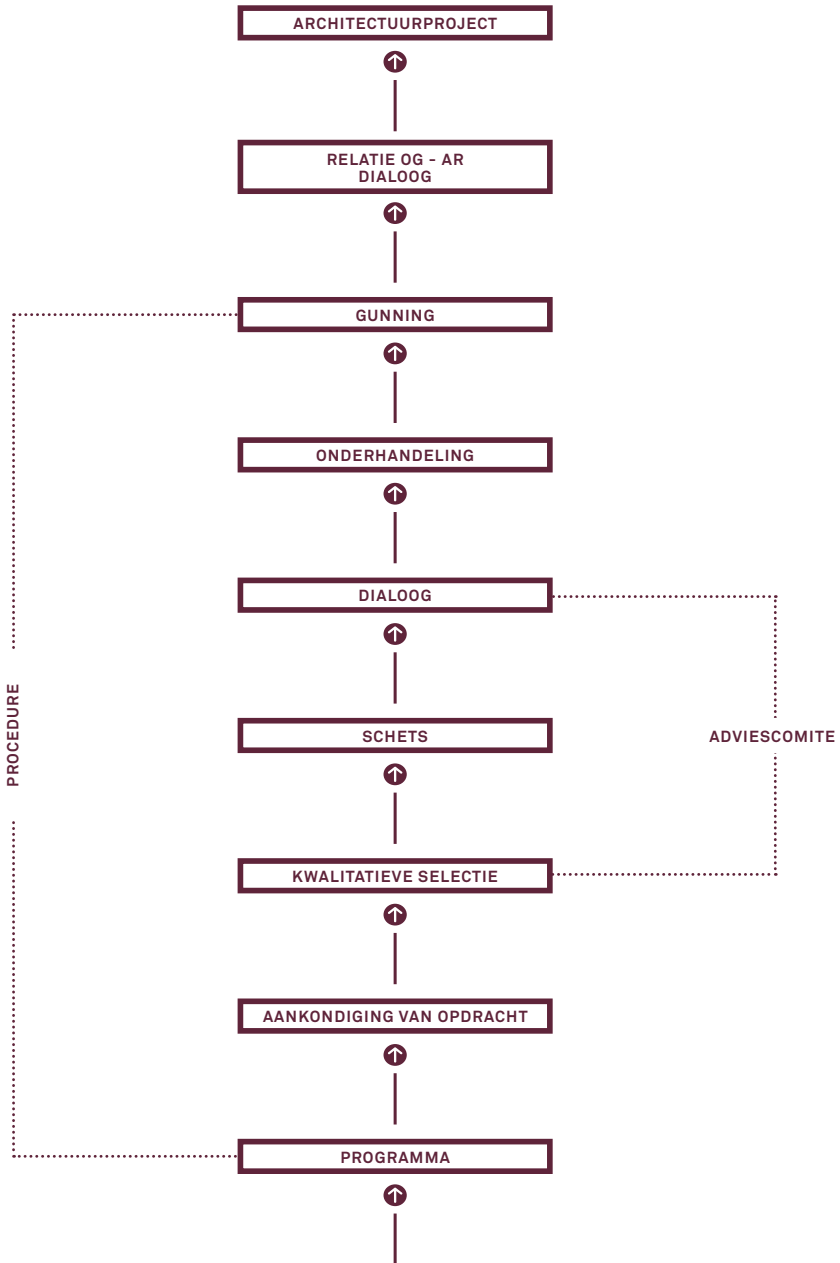 ARCHITECTUURPROJECT
RELATIE OG - AR
DIALOOG
GUNNING
ONDERHANDELING
DIALOOG
PROCEDURE
SCHETS
ADVIESCOMITE
KWALITATIEVE SELECTIE
AANKONDIGING VAN OPDRACHT
PROGRAMMA